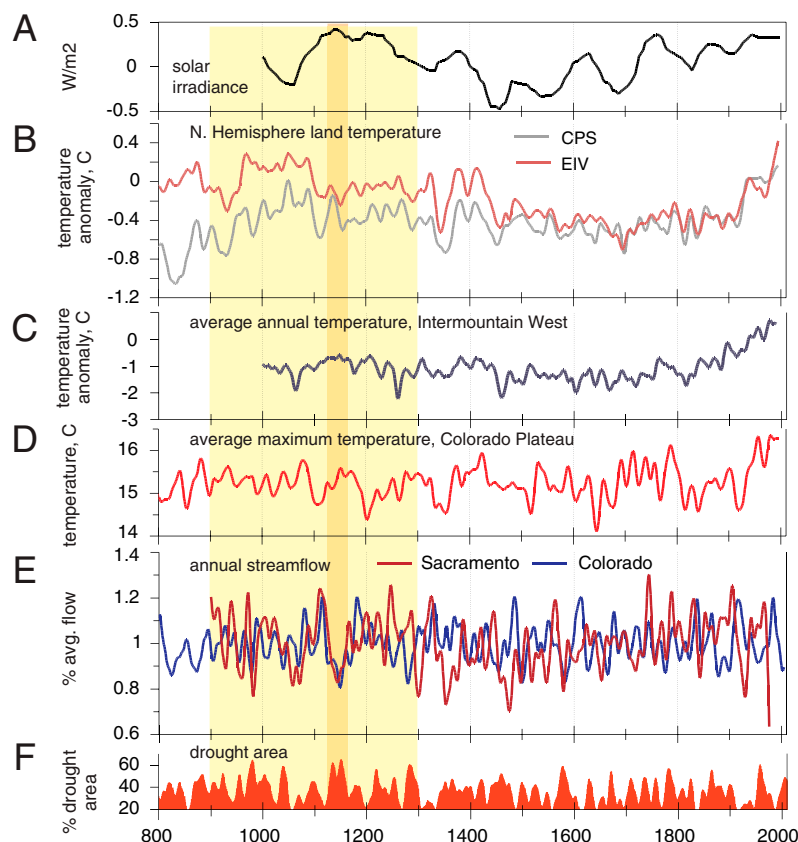 A
W/m2
0.5
0
-0.5
solar
irradiance
B
temperature
anomaly, C
0.4
0
-0.4
-0.8
-1.2
N. Hemisphere land temperature
CPS
EIV
C
temperature
anomaly, C
0
-1
-2
-3
average annual temperature, Intermountain West
D
temperature, C
16
15
14
average maximum temperature, Colorado Plateau
E
% avg. flow
1.4
1.2
1
0.8
0.6
annual streamflow
Sacramento
Colorado
F
% drought
area
60
40
20
drought area
800 1000 1200 1400 1600 1800 2000